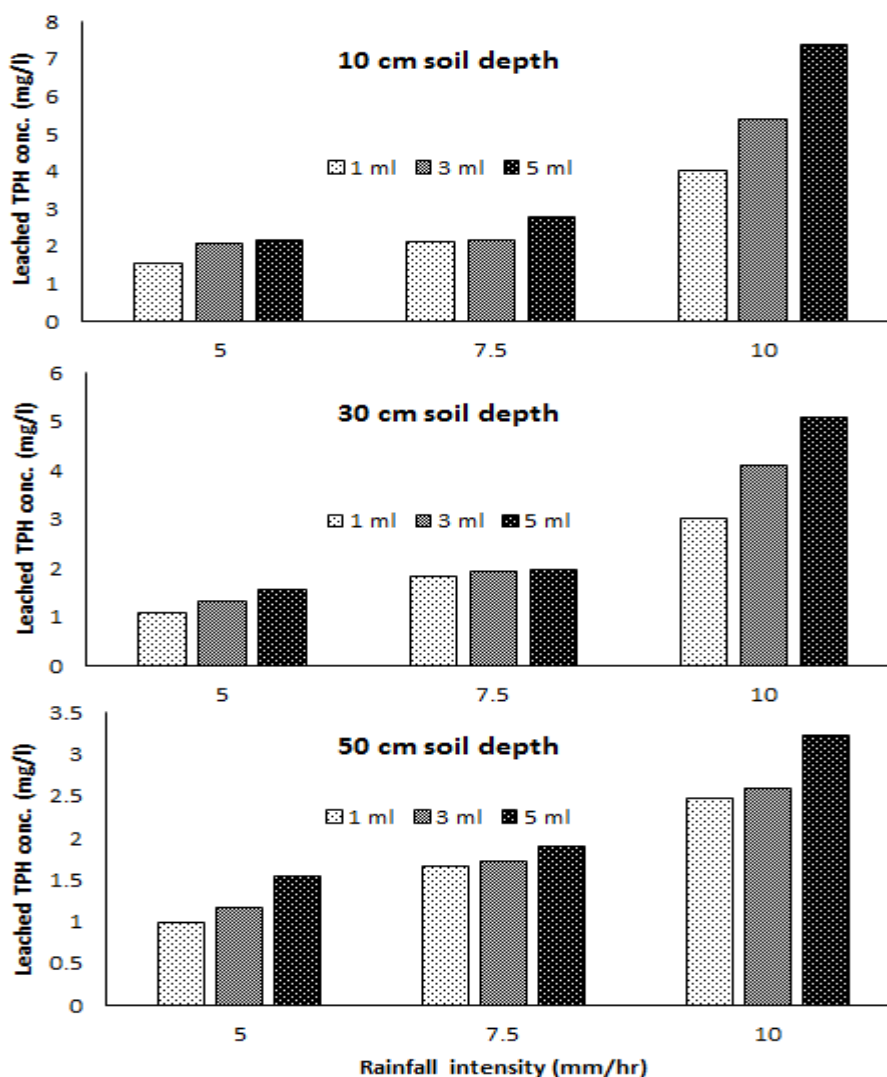 Leached TPH conc. (mg/l)
8
7
6
5
4
3
2
1
0
10 cm soil depth
1 ml 3 ml 5 ml
5 7.5 10
Leached TPH conc. (mg/l)
6
5
4
3
2
1
0
30 cm soil depth
1 ml 3 ml 5 ml
5 7.5 10
Leached TPH conc. (mg/l)
3.5
3
2.5
2
1.5
1
0.5
0
50 cm soil depth
1 ml 3 ml 5 ml
5 7.5 10
Rainfall intensity (mm/hr)